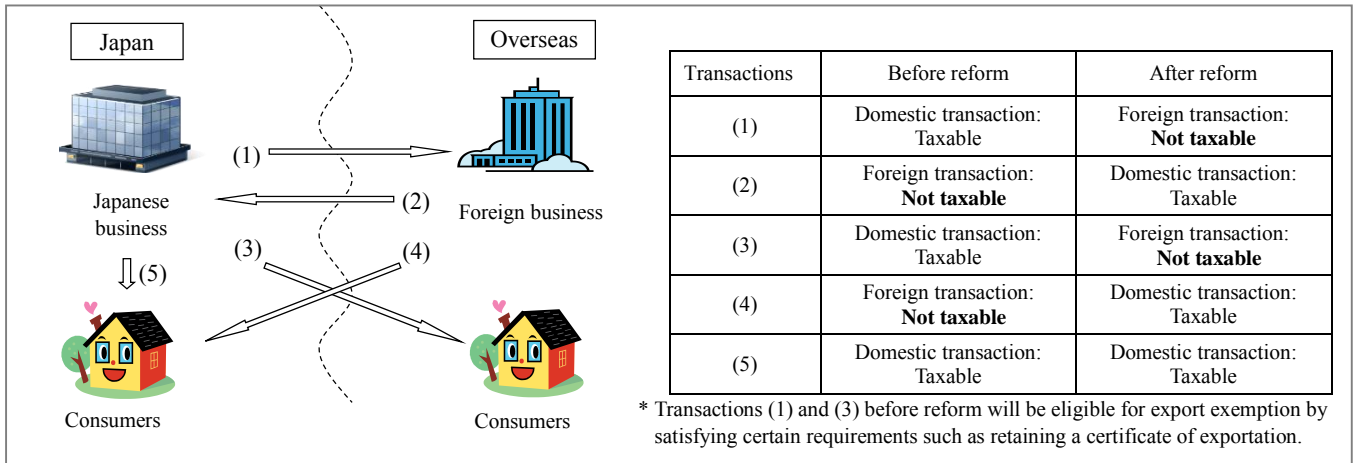 Japan
Overseas
(1)
(2)
Japanese
business
Foreign business
(3)
(4)
(5)
Consumers
Consumers
Transactions Before reform After reform
(1) Domestic transaction: Foreign transaction:
Taxable Not taxable
(2) Foreign transaction: Domestic transaction:
Not taxable Taxable
(3) Domestic transaction: Foreign transaction:
Taxable Not taxable
(4) Foreign transaction: Domestic transaction:
Not taxable Taxable
(5) Domestic transaction: Domestic transaction:
Taxable Taxable
* Transactions (1) and (3) before reform will be eligible for export exemption by
satisfying certain requirements such as retaining a certificate of exportation.